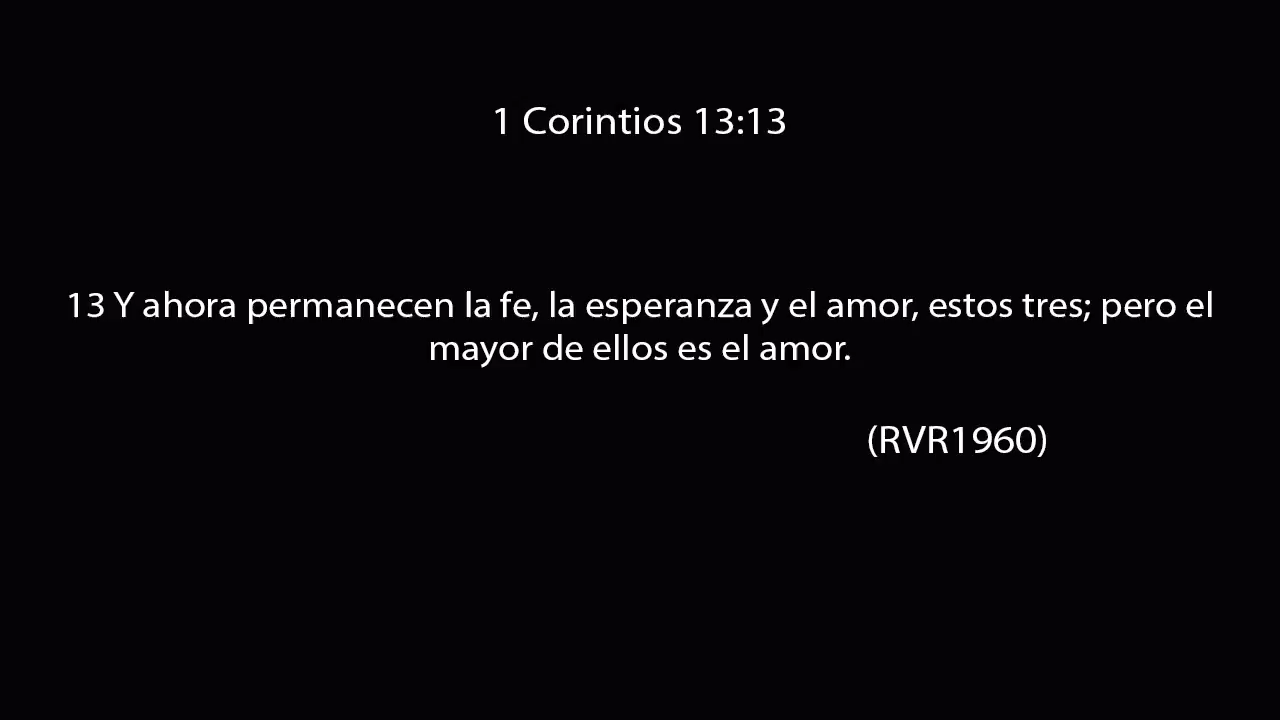 1 Corintios 13:13
13 Y ahora permanecen la fe, la esperanza y el amor, estos tres; pero el
mayor de ellos es el amor.
(RVR1960)